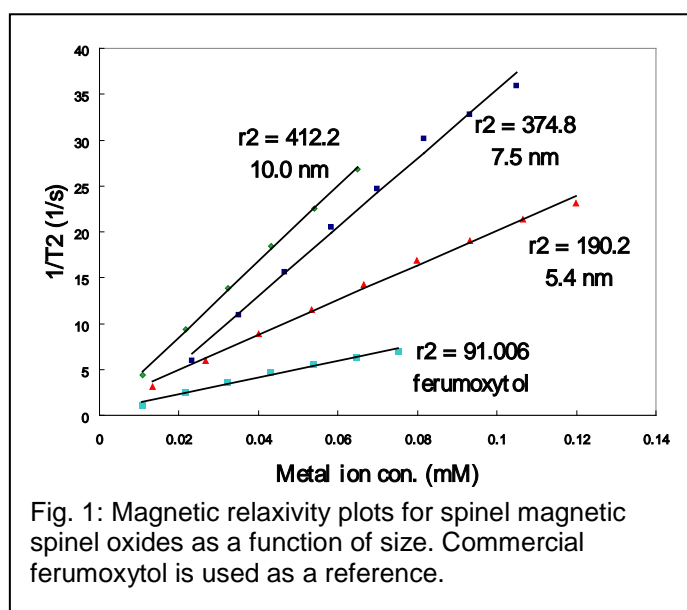 40
35
30
25
20
15
10
5
0
1/T2 (1/s)
r2 = 412.2
10.0 nm
r2 = 374.8
7.5 nm
r2 = 190.2
5.4 nm
r2 = 91.006
ferumoxytol
0 0.02 0.04 0.06 0.08 0.1 0.12 0.14
Metal ion con. (mM)
Fig. 1: Magnetic relaxivity plots for spinel magnetic
spinel oxides as a function of size. Commercial
ferumoxytol is used as a reference.